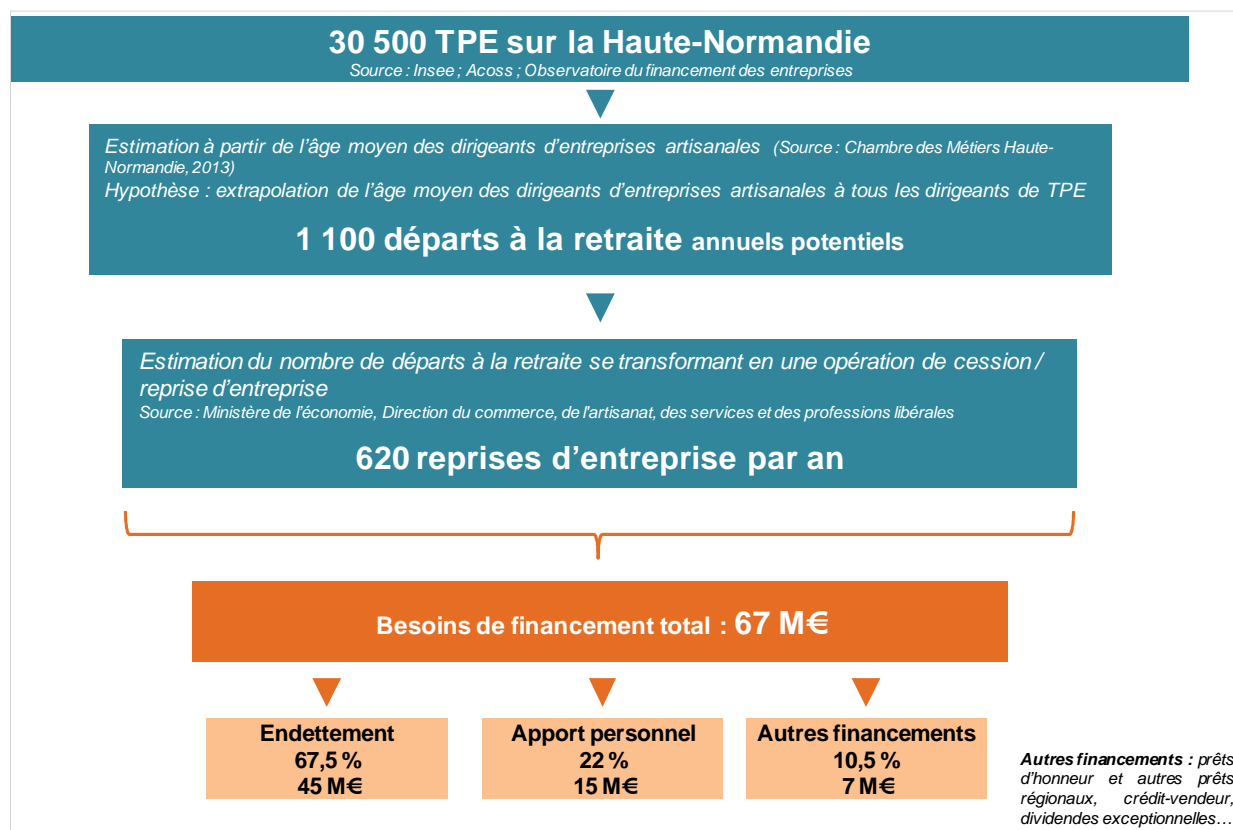 30 500 TPE sur la Haute-Normandie
Source : Insee ; Acoss ; Observatoire du financement des entreprises
Estimation à partir de l'âge moyen des dirigeants d'entreprises artisanales (Source : Chambre des Métiers Haute-
Normandie, 2013)
Hypothèse : extrapolation de l'âge moyen des dirigeants d'entreprises artisanales à tous les dirigeants de TPE
1 100 départs à la retraite annuels potentiels
Estimation du nombre de départs à la retraite se transformant en une opération de cession /
reprise d'entreprise
Source : Ministère de l'économie, Direction du commerce, de l'artisanat, des services et des professions libérales
620 reprises d'entreprise par an
Besoins de financement total : 67 M€
Endettement
67,5 %
45 M€
Apport personnel
22 %
15 M€
Autres financements
10,5 %
7 M€
Autres financements : prêts
d'honneur et autres prêts
régionaux, crédit-vendeur,
dividendes exceptionnelles…